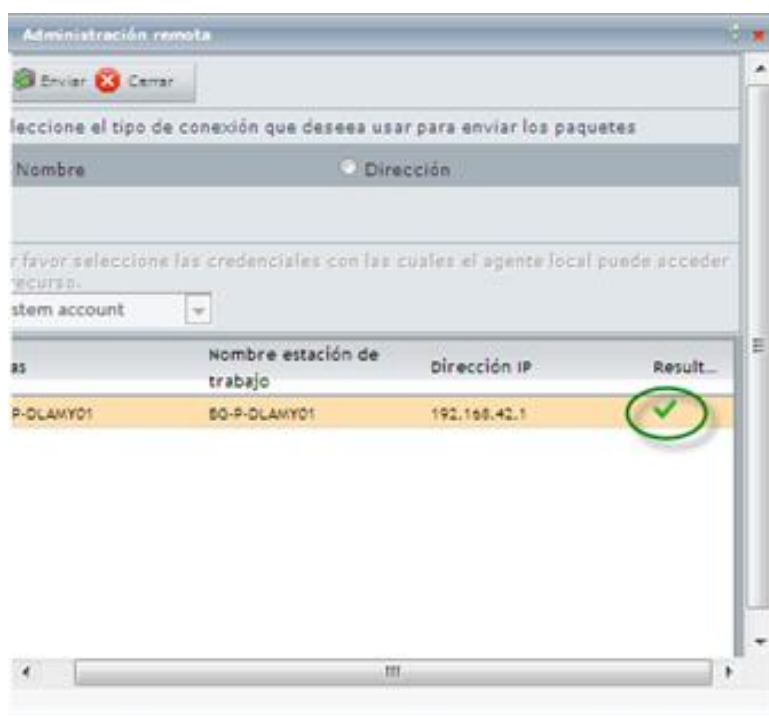 Administración remota
Enviar Cerrar
leccione el tipo de conexión que deseea usar para enviar los paquetes
Nombre Dirección
r favor seleccione las credenciales con las cuales el agente local puede acceder
recurso.
stem account
as Nombre estación de trabajo Dirección IP Result...
P-DLAMY01 BG-P-DLAMY01 192.168.42.1